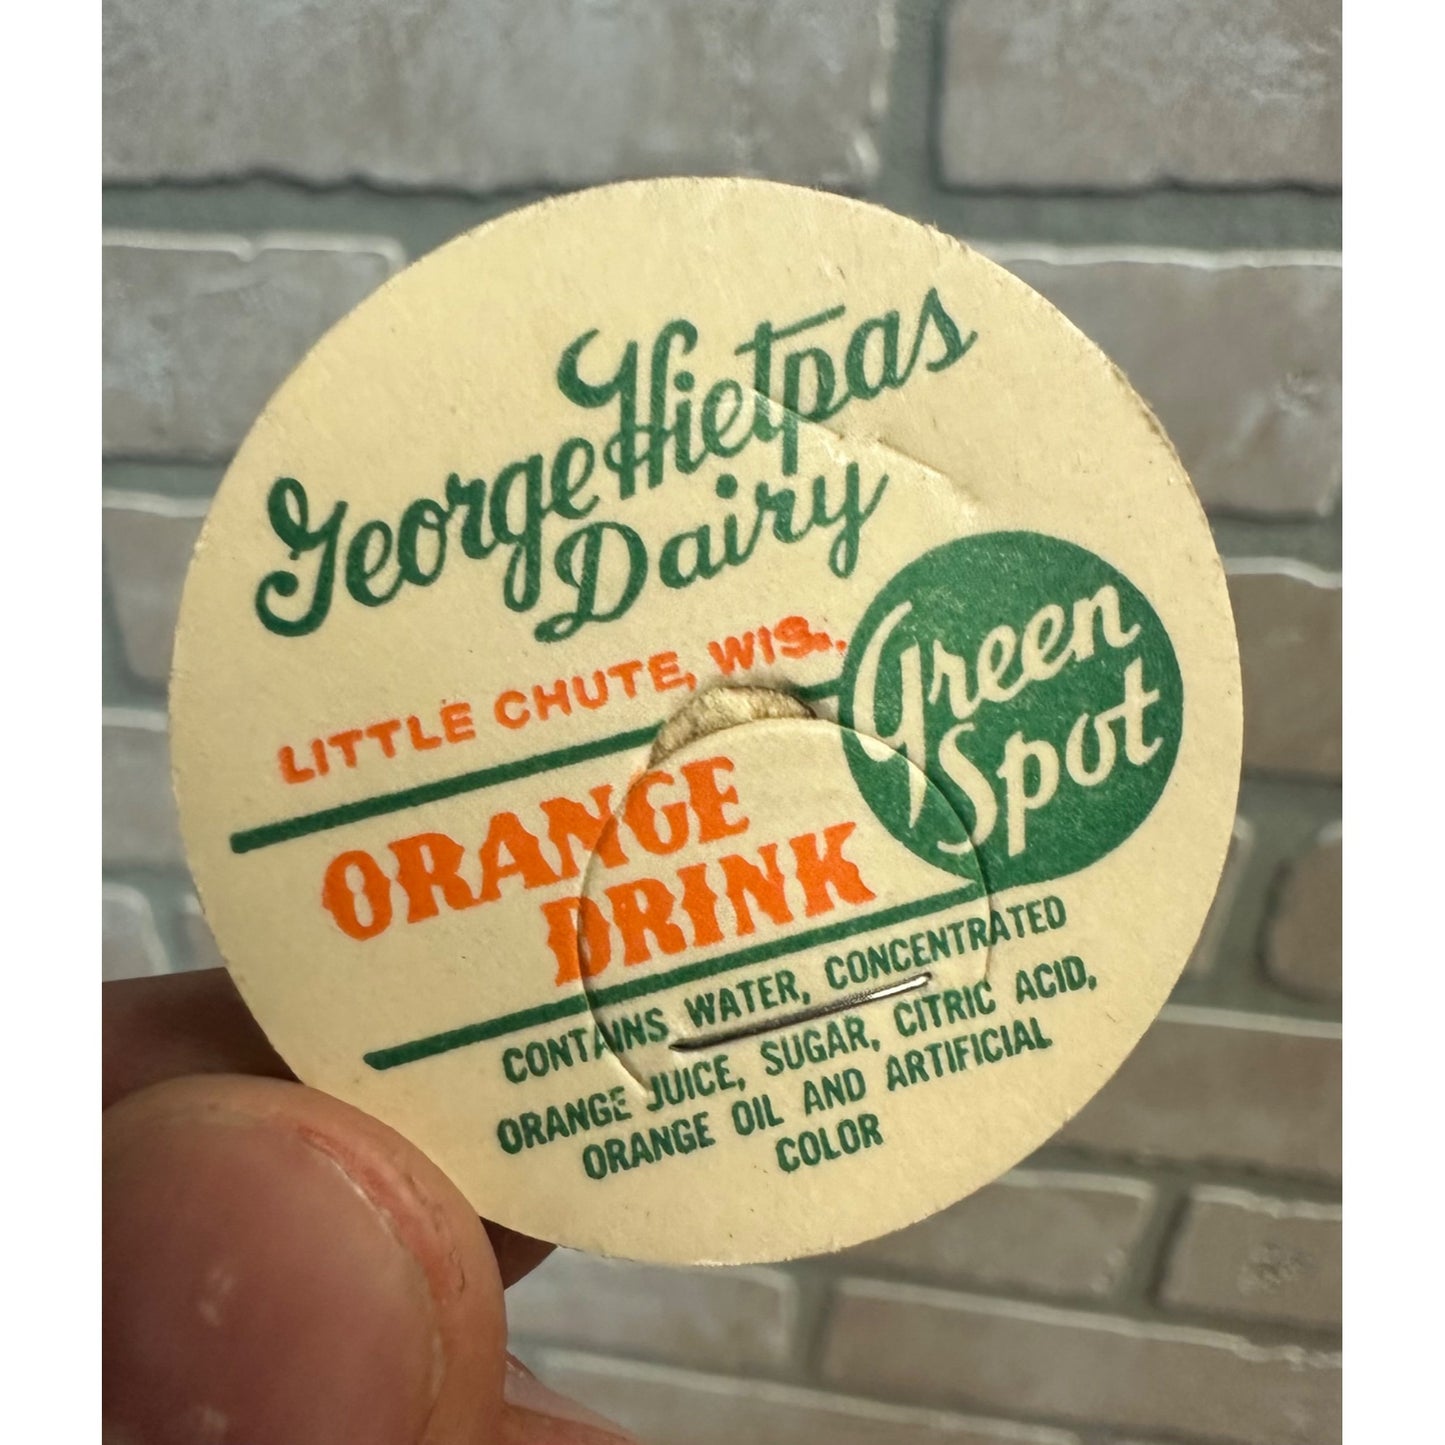 George Hietpas
Dairy
LITTLE CHUTE, WIS.
Green
Spot
ORANGE
DRINK
CONTAINS WATER, CONCENTRATED
ORANGE JUICE, SUGAR, CITRIC ACID,
ORANGE OIL AND ARTIFICIAL
COLOR